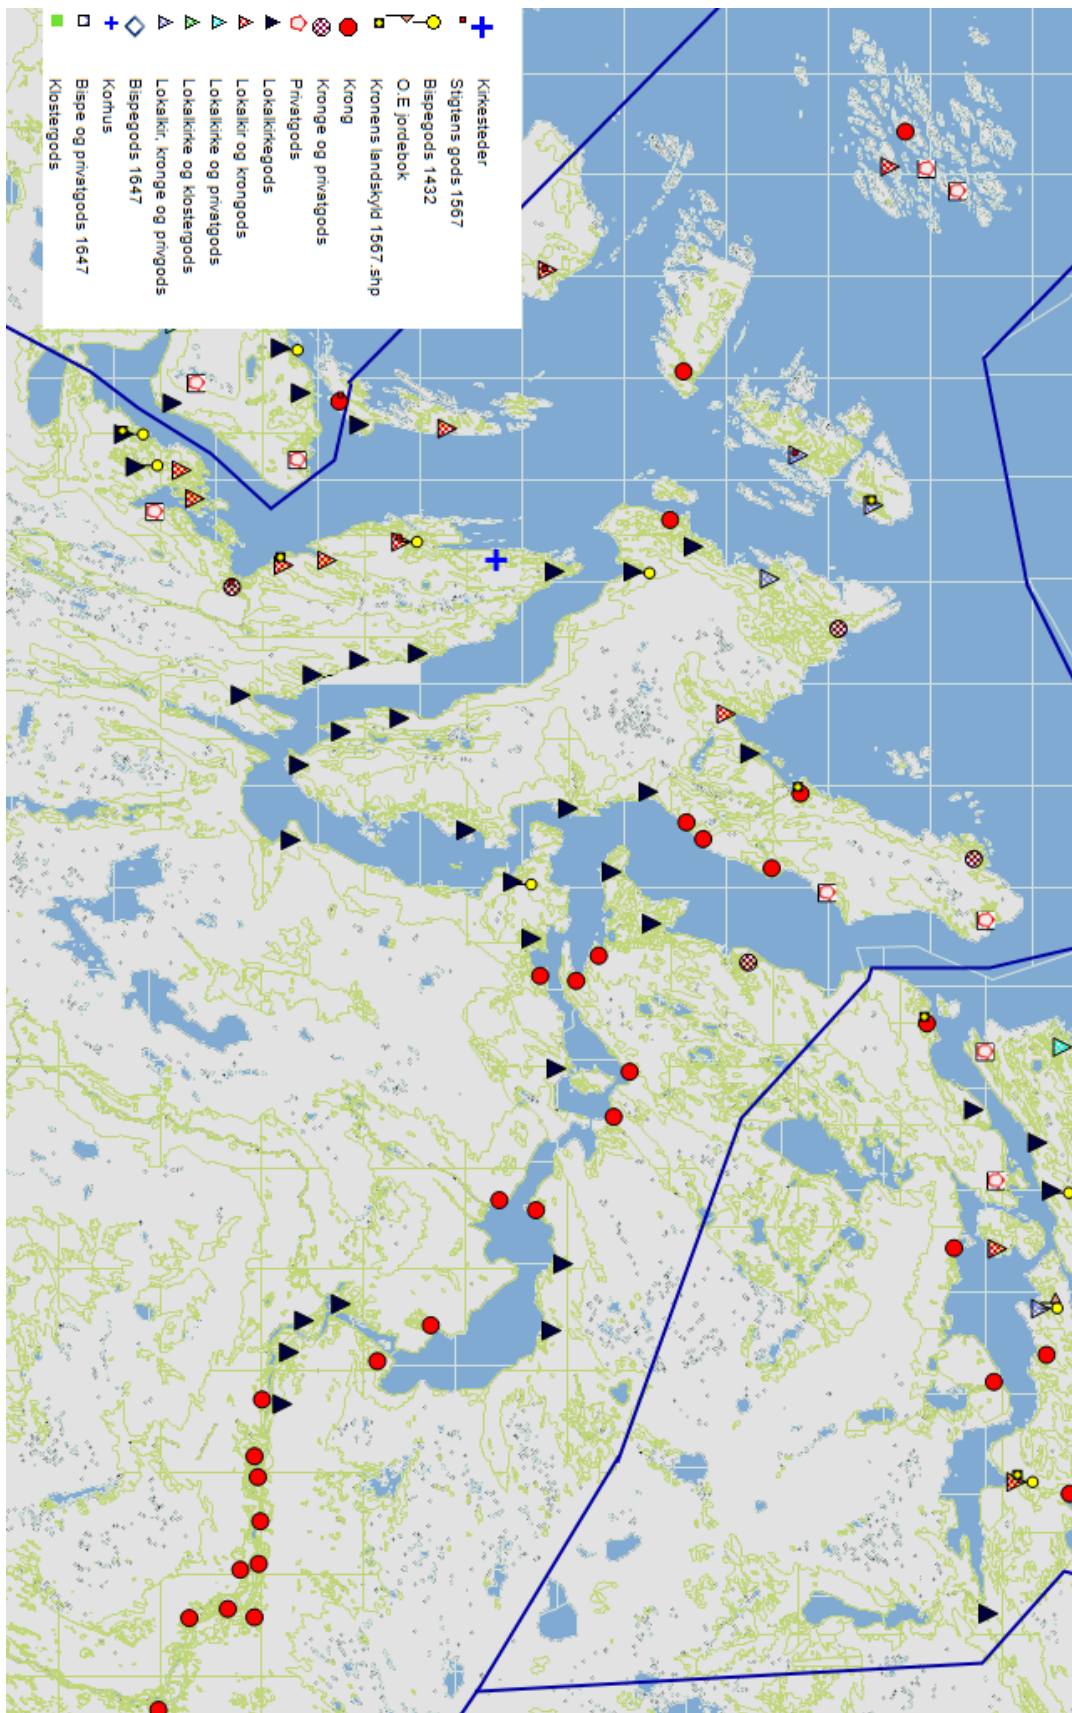 Kirkesteder
Stigtens gods 1567
Bispegods 1432
O.E jordebok
Kronens landskyld 1567.shp
Krong
Kronge og privatgods
Privatgods
Lokalkirkegods
Lokalkir og krongods
Lokalkirke og privatgods
Lokalkirke og klostergods
Lokalkir, kronge og privgods
Bispegods 1647
Korhus
Bispe og privatgods 1647
Klostergods